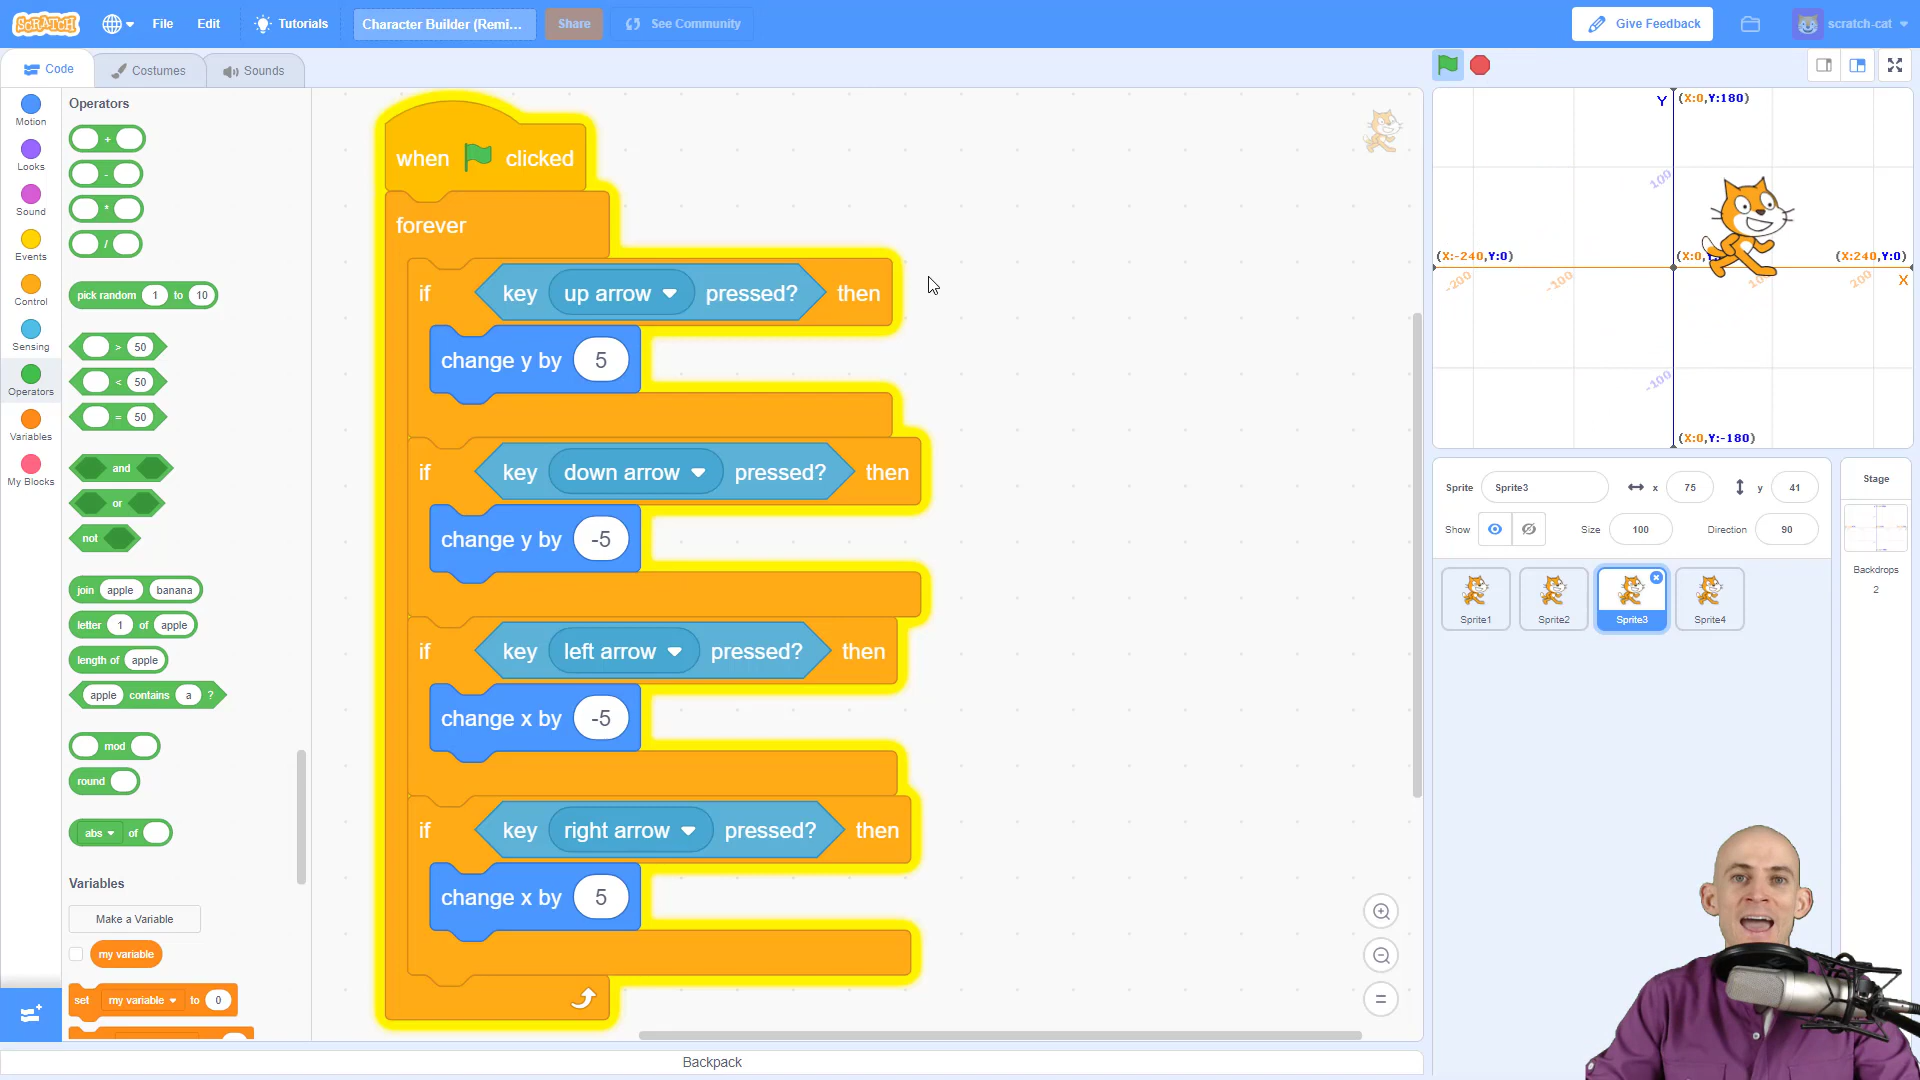 SCRATCH
File
Edit
Tutorials
Character Builder (Remi...
Share
See Community
Give Feedback
scratch-cat
Code
Costumes
Sounds
Motion
Looks
Sound
Events
Control
Sensing
Operators
Variables
My Blocks
Operators
+
-
*
/
pick random 1 to 10
> 50
< 50
= 50
and
or
not
join apple banana
letter 1 of apple
length of apple
apple contains a ?
mod
round
abs of
Variables
Make a Variable
my variable
set my variable to 0
when clicked
forever
if key up arrow pressed? then
change y by 5
if key down arrow pressed? then
change y by -5
if key left arrow pressed? then
change x by -5
if key right arrow pressed? then
change x by 5
Backpack
Y (X:0,Y:180)
100
(X:-240,Y:0)
(X:0,
(X:240,Y:0)
-200
-100
200
X
-100
(X:0,Y:-180)
Sprite Sprite3 x 75 y 41
Show Size 100 Direction 90
Sprite1
Sprite2
Sprite3
Sprite4
Stage
Backdrops
2